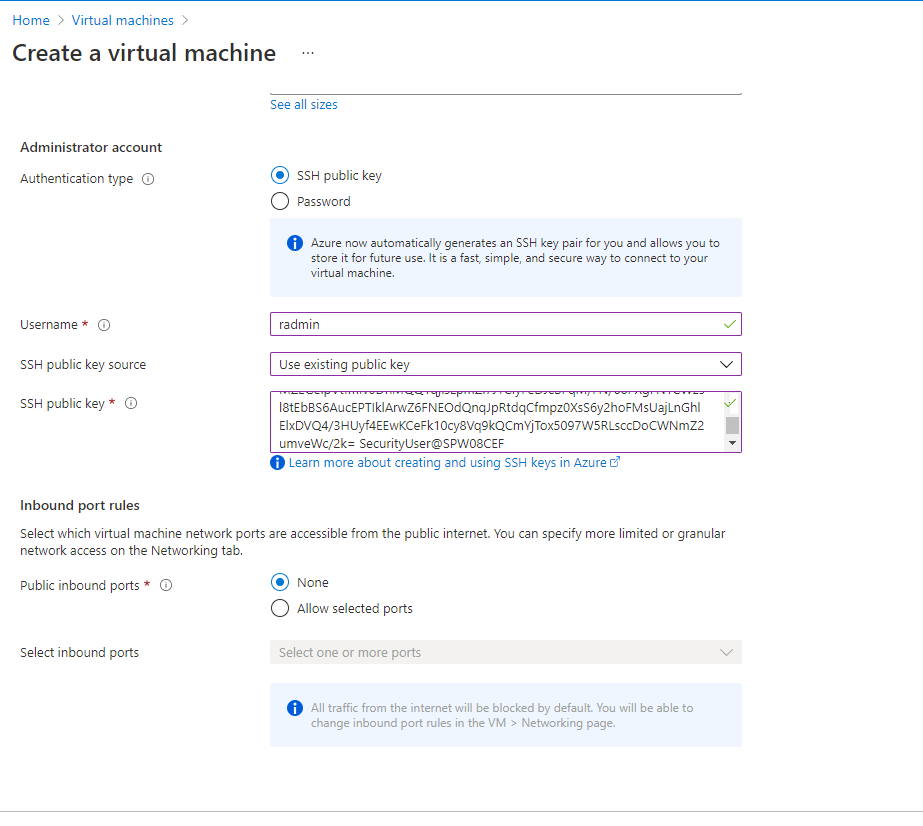 Home > Virtual machines >
Create a virtual machine ...
See all sizes
Administrator account
Authentication type
SSH public key
Password
Azure now automatically generates an SSH key pair for you and allows you to
store it for future use. It is a fast, simple, and secure way to connect to your
virtual machine.
Username *
radmin
SSH public key source
Use existing public key
SSH public key *
l8tEbBS6AucEPTIklArwZ6FNEOdQnqJpRtdqCfmpz0XsS6y2hoFMsUajLnGhl
ElxDVQ4/3HUyf4EEwKCeFk10cy8Vq9kQCmYjTox5097W5RLsccDoCWNmZ2
umveWc/2k= SecurityUser@SPW08CEF
Learn more about creating and using SSH keys in Azure
Inbound port rules
Select which virtual machine network ports are accessible from the public internet. You can specify more limited or granular
network access on the Networking tab.
Public inbound ports *
None
Allow selected ports
Select inbound ports
Select one or more ports
All traffic from the internet will be blocked by default. You will be able to
change inbound port rules in the VM > Networking page.